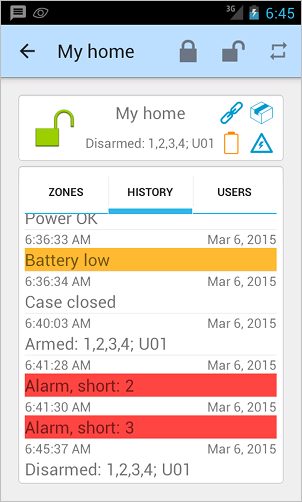 3G 6:45
My home
My home
Disarmed: 1,2,3,4; U01
ZONES HISTORY USERS
Power OK
6:36:33 AM Mar 6, 2015
Battery low
6:36:34 AM Mar 6, 2015
Case closed
6:40:03 AM Mar 6, 2015
Armed: 1,2,3,4; U01
6:41:28 AM Mar 6, 2015
Alarm, short: 2
6:41:30 AM Mar 6, 2015
Alarm, short: 3
6:45:37 AM Mar 6, 2015
Disarmed: 1,2,3,4; U01